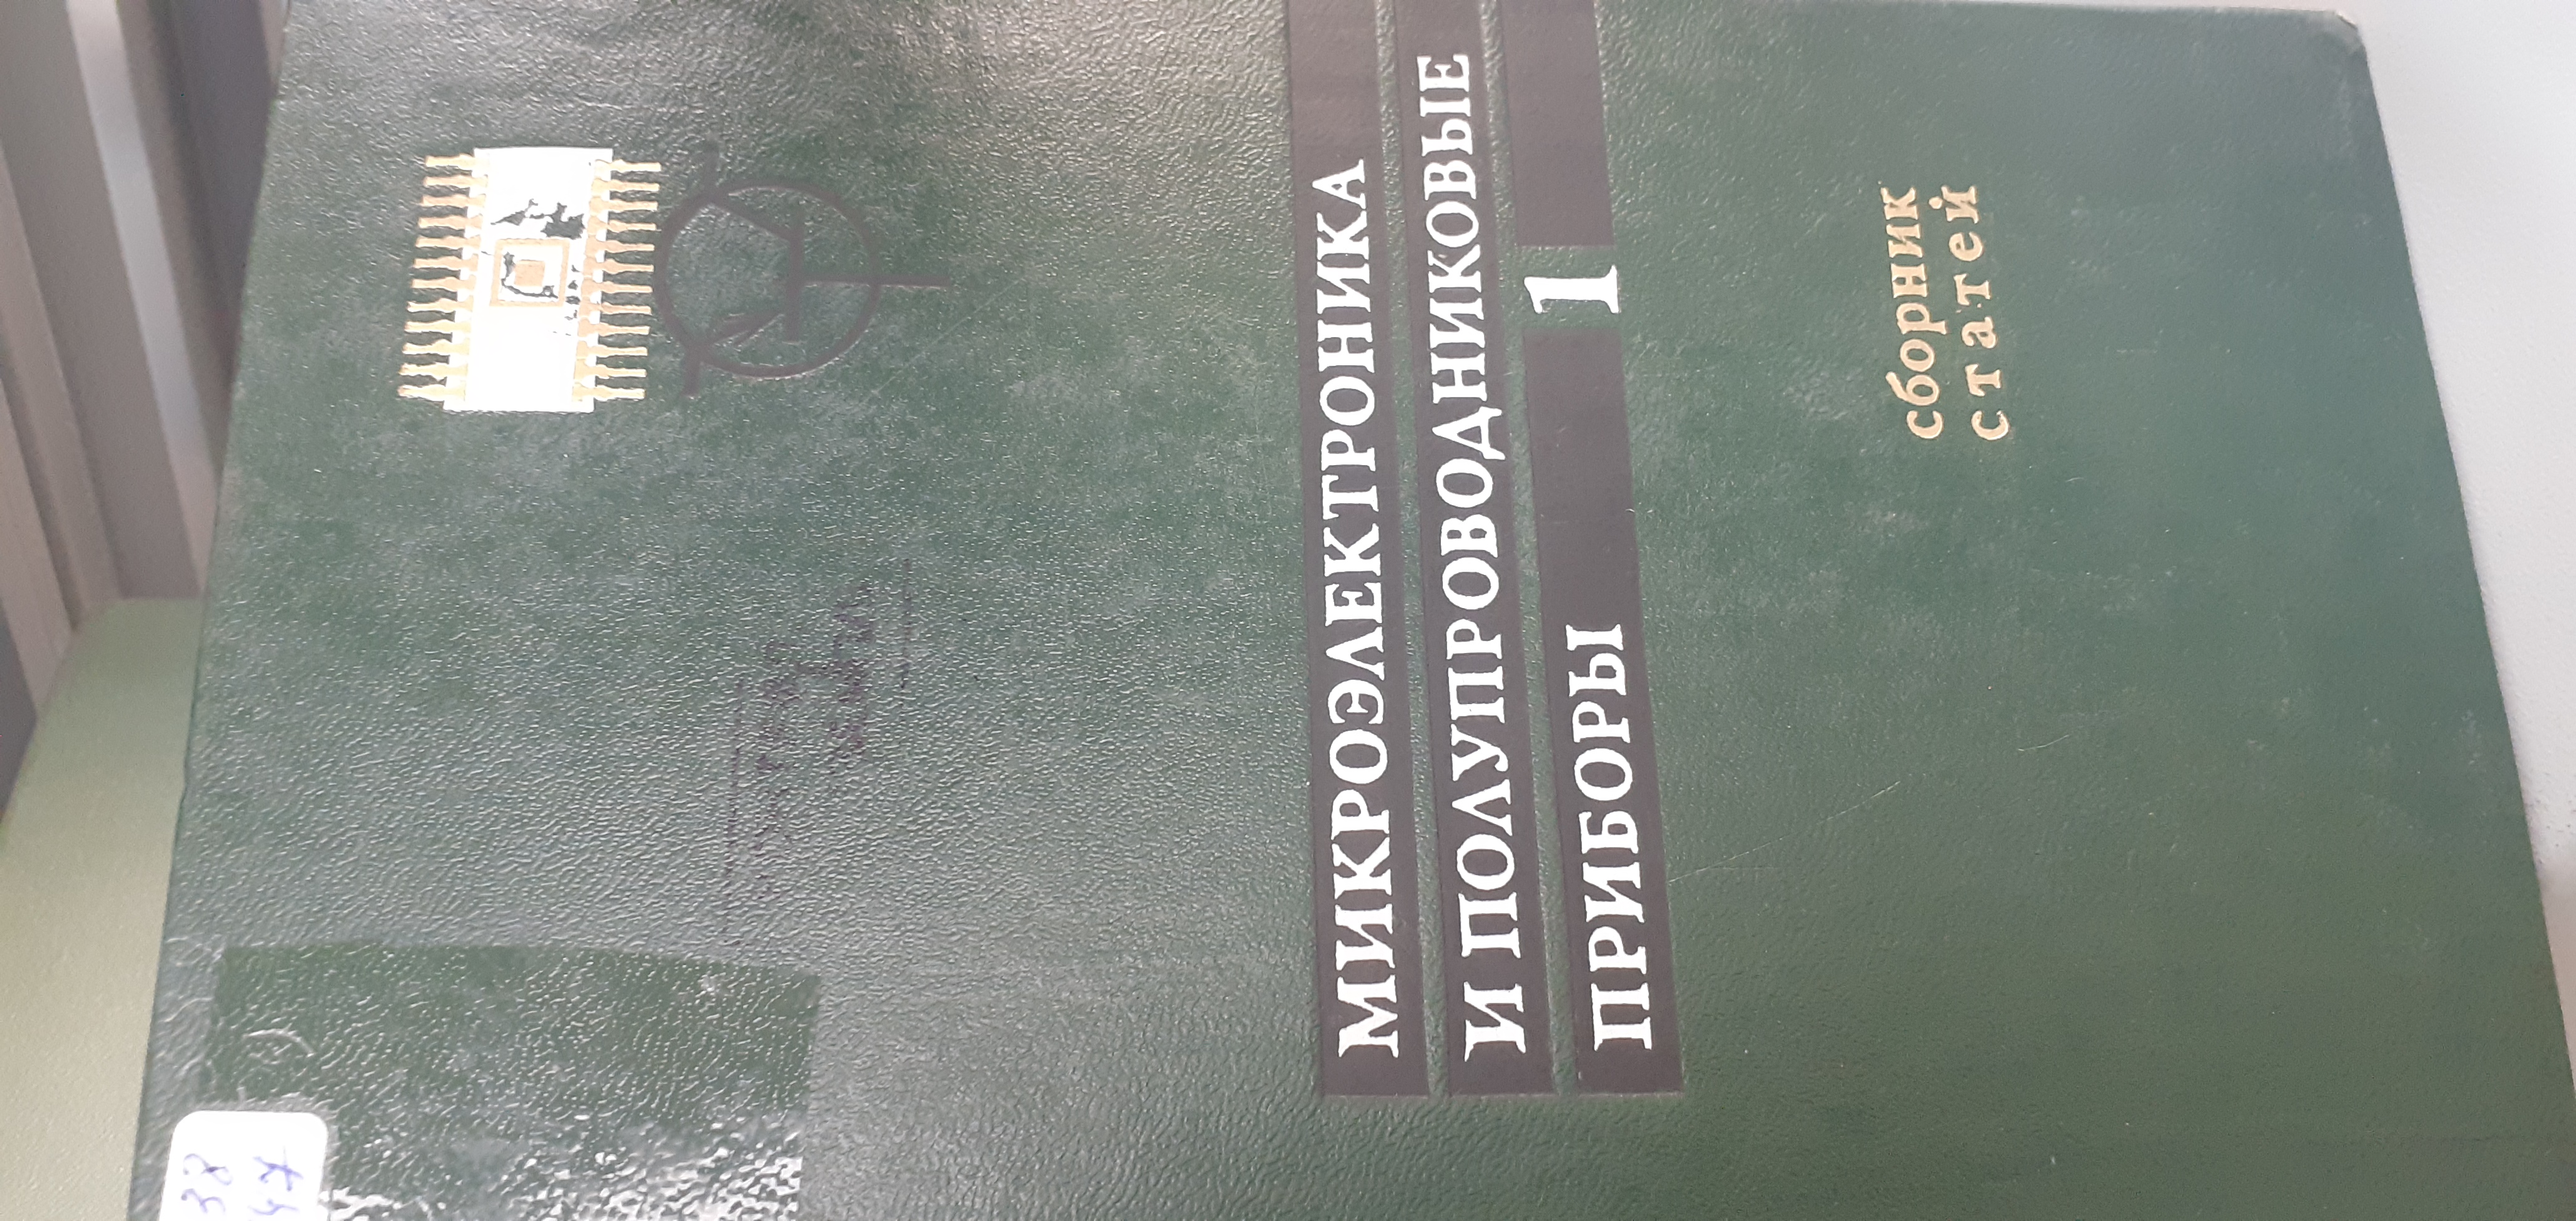 МИКРОЭЛЕКТРОНИКА
И ПОЛУПРОВОДНИКОВЫЕ
ПРИБОРЫ 1
сборник
статей